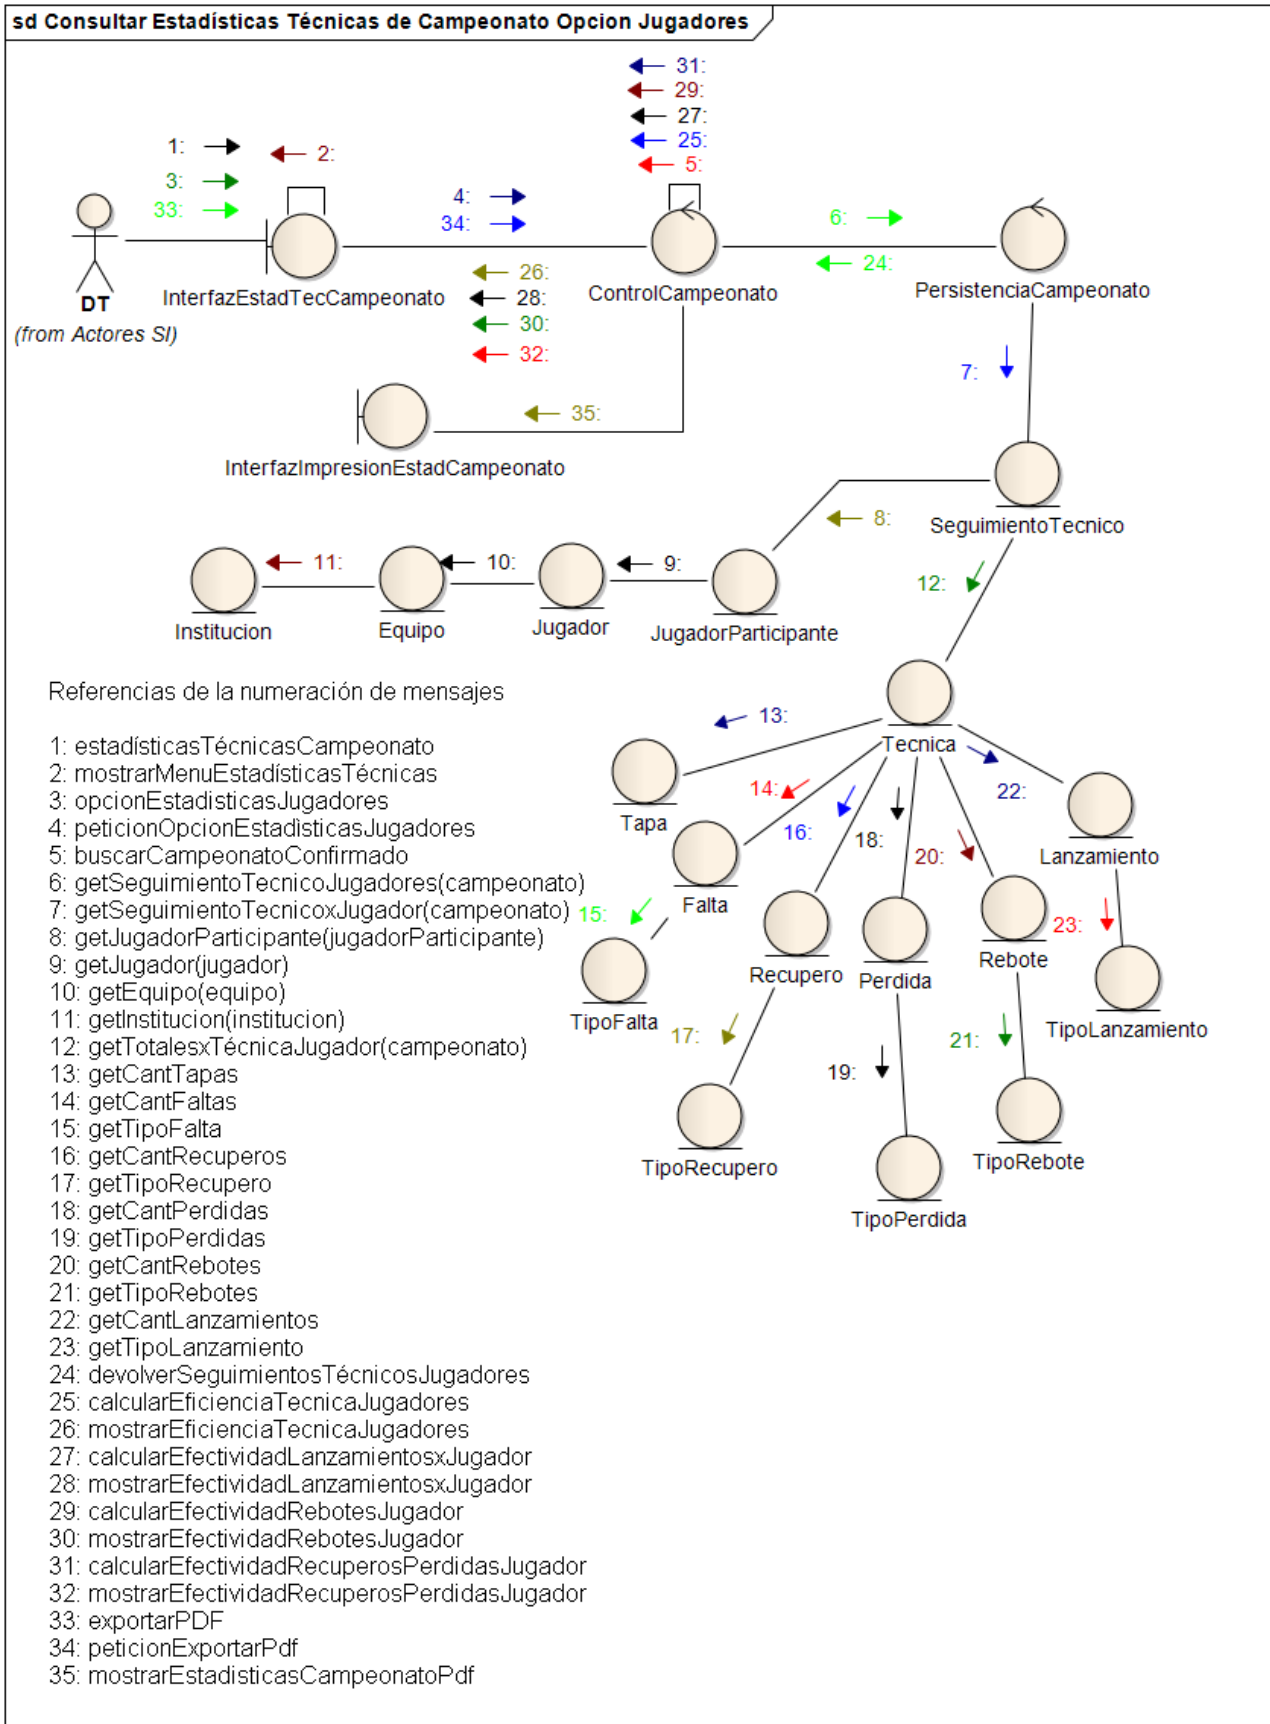 sd Consultar Estadísticas Técnicas de Campeonato Opcion Jugadores
31:
29:
27:
25:
5:
1:
2:
3:
33:
4:
34:
6:
24:
26:
28:
30:
32:
InterfazEstadTecCampeonato
ControlCampeonato
PersistenciaCampeonato
DT
(from Actores SI)
7:
35:
InterfazImpresionEstadCampeonato
SeguimientoTecnico
8:
11:
10:
9:
12:
Institucion
Equipo
Jugador
JugadorParticipante
13:
Tecnica
22:
14:
16:
18:
20:
Tapa
Falta
Lanzamiento
15:
23:
Recupero
Perdida
Rebote
TipoFalta
TipoLanzamiento
17:
19:
21:
TipoRecupero
TipoPerdida
TipoRebote
Referencias de la numeración de mensajes
1: estadísticasTécnicasCampeonato
2: mostrarMenuEstadísticasTécnicas
3: opcionEstadisticasJugadores
4: peticionOpcionEstadìsticasJugadores
5: buscarCampeonatoConfirmado
6: getSeguimientoTecnicoJugadores(campeonato)
7: getSeguimientoTecnicoxJugador(campeonato)
8: getJugadorParticipante(jugadorParticipante)
9: getJugador(jugador)
10: getEquipo(equipo)
11: getInstitucion(institucion)
12: getTotalesxTécnicaJugador(campeonato)
13: getCantTapas
14: getCantFaltas
15: getTipoFalta
16: getCantRecuperos
17: getTipoRecupero
18: getCantPerdidas
19: getTipoPerdidas
20: getCantRebotes
21: getTipoRebotes
22: getCantLanzamientos
23: getTipoLanzamiento
24: devolverSeguimientosTécnicosJugadores
25: calcularEficienciaTecnicaJugadores
26: mostrarEficienciaTecnicaJugadores
27: calcularEfectividadLanzamientosxJugador
28: mostrarEfectividadLanzamientosxJugador
29: calcularEfectividadRebotesJugador
30: mostrarEfectividadRebotesJugador
31: calcularEfectividadRecuperosPerdidasJugador
32: mostrarEfectividadRecuperosPerdidasJugador
33: exportarPDF
34: peticionExportarPdf
35: mostrarEstadisticasCampeonatoPdf